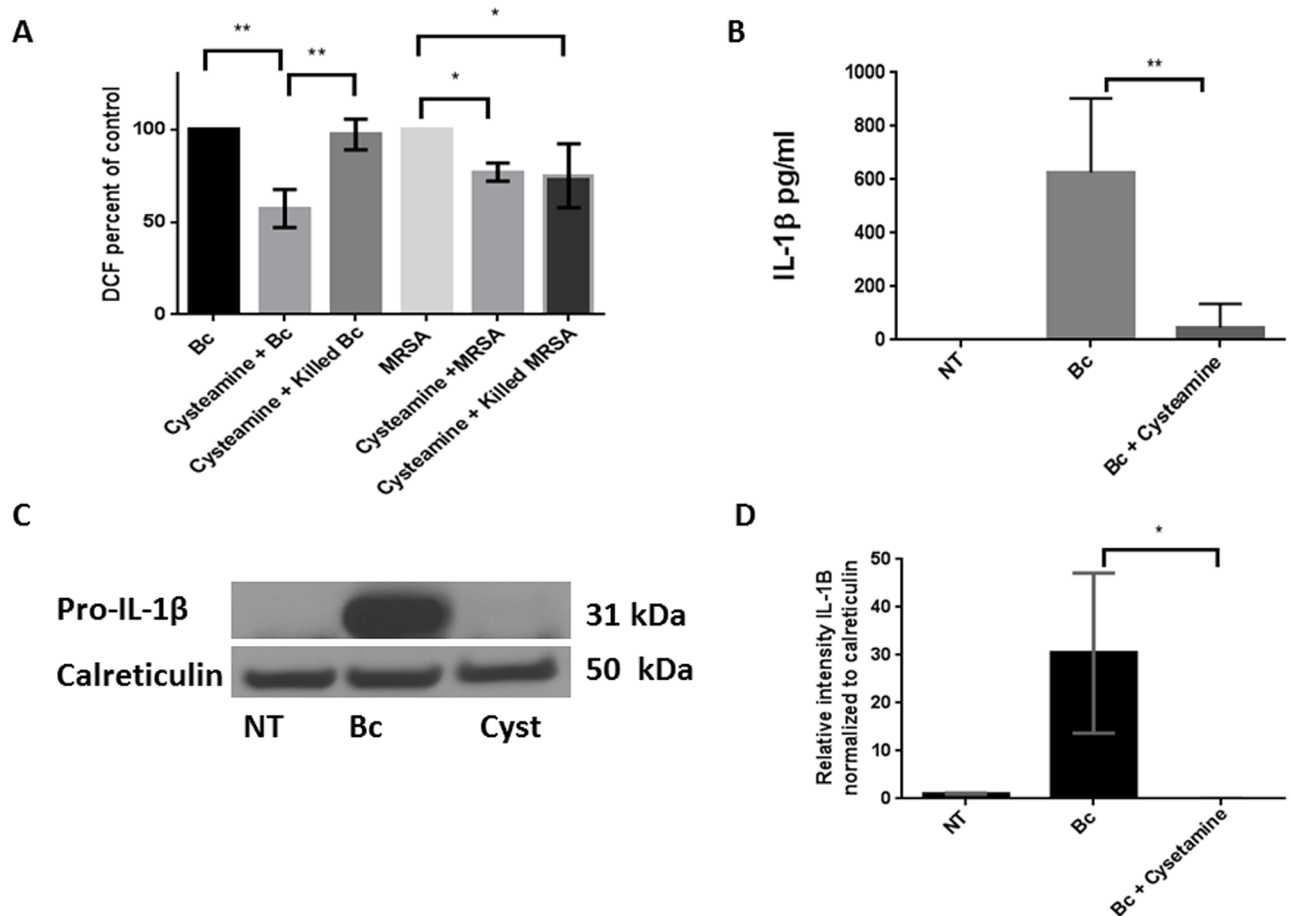 A
**
**
*
*
DCF percent of control
100
50
0
Bc
Cysteamine + Bc
Cysteamine + Killed Bc
MRSA
Cysteamine +MRSA
Cysteamine + Killed MRSA
B
**
IL-1β pg/ml
1000
800
600
400
200
0
NT
Bc
Bc + Cysteamine
C
Pro-IL-1β
31 kDa
Calreticulin
50 kDa
NT Bc Cyst
D
*
Relative intensity IL-1B
normalized to calreticulin
50
40
30
20
10
0
NT
Bc
Bc + Cysetamine